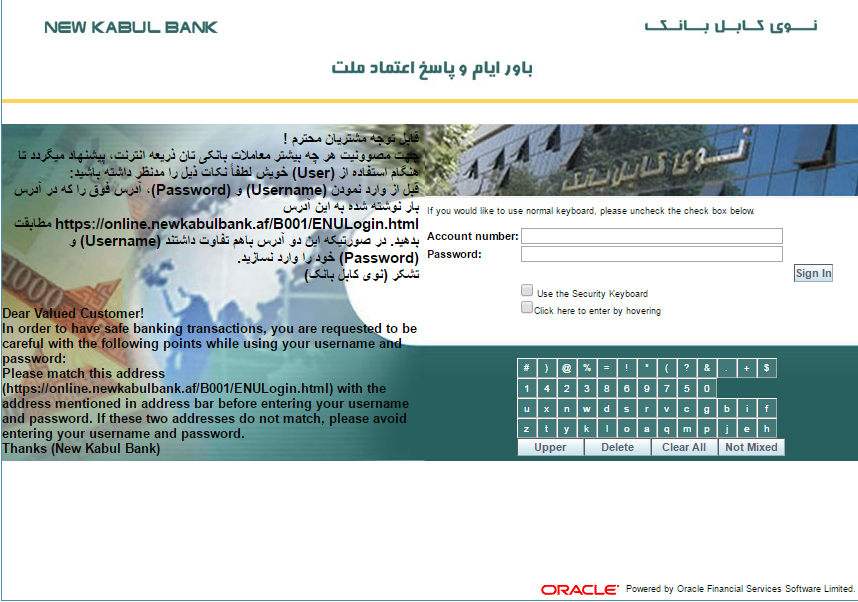 NEW KABUL BANK
نوی کابل بانک
باور ایام و پاسخ اعتماد ملت
قابل توجه مشتریان محترم !
جهت مصوونیت هر چه بیشتر معاملات بانکی تان ذریعه انترنت، پیشنهاد میگردد تا
هنگام استفاده از (User) خویش لطفاً نکات ذیل را مدنظر داشته باشید:
قبل از وارد نمودن (Username) و (Password)، آدرس فوق را که در آدرس
بار نوشته شده به این آدرس
https://online.newkabulbank.af/B001/ENULogin.html مطابقت
بدهید. در صورتیکه این دو آدرس باهم تفاوت داشتند (Username) و
(Password) خود را وارد نسازید.
تشکر (نوی کابل بانک)
Dear Valued Customer!
In order to have safe banking transactions, you are requested to be
careful with the following points while using your username and
password:
Please match this address
(https://online.newkabulbank.af/B001/ENULogin.html) with the
address mentioned in address bar before entering your username
and password. If these two addresses do not match, please avoid
entering your username and password.
Thanks (New Kabul Bank)
نوی کابل بانک
If you would like to use normal keyboard, please uncheck the check box below.
Account number:
Password:
Sign In
Use the Security Keyboard
Click here to enter by hovering
# ) @ % = ! * ( ? & . + $
1 4 2 3 8 6 9 7 5 0
u x n w d s r v c g b i f
z t y k l o a q m p j e h
Upper Delete Clear All Not Mixed
ORACLE Powered by Oracle Financial Services Software Limited.